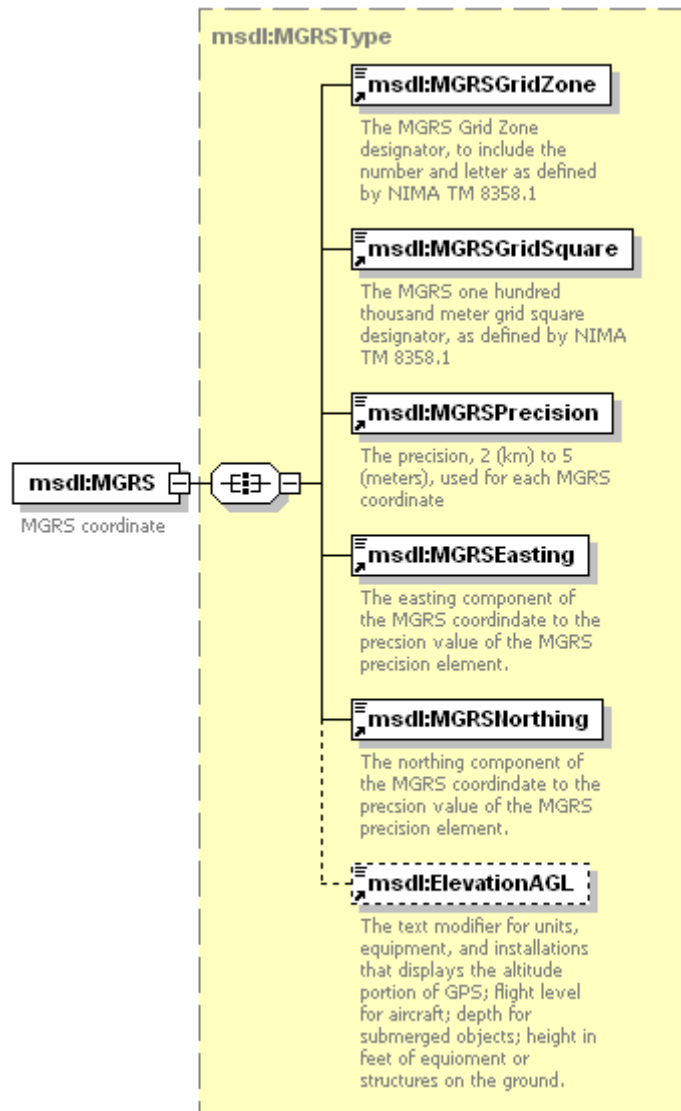 msdl:MGRSType
msdl:MGRSGridZone
The MGRS Grid Zone
designator, to include the
number and letter as defined
by NIMA TM 8358.1
msdl:MGRSGridSquare
The MGRS one hundred
thousand meter grid square
designator, as defined by NIMA
TM 8358.1
msdl:MGRSPrecision
The precision, 2 (km) to 5
(meters), used for each MGRS
coordinate
msdl:MGRS
MGRS coordinate
msdl:MGRSEasting
The easting component of
the MGRS coordindate to the
precsion value of the MGRS
precision element.
msdl:MGRSNorthing
The northing component of
the MGRS coordindate to the
precsion value of the MGRS
precision element.
msdl:ElevationAGL
The text modifier for units,
equipment, and installations
that displays the altitude
portion of GPS; flight level
for aircraft; depth for
submerged objects; height in
feet of equioment or
structures on the ground.